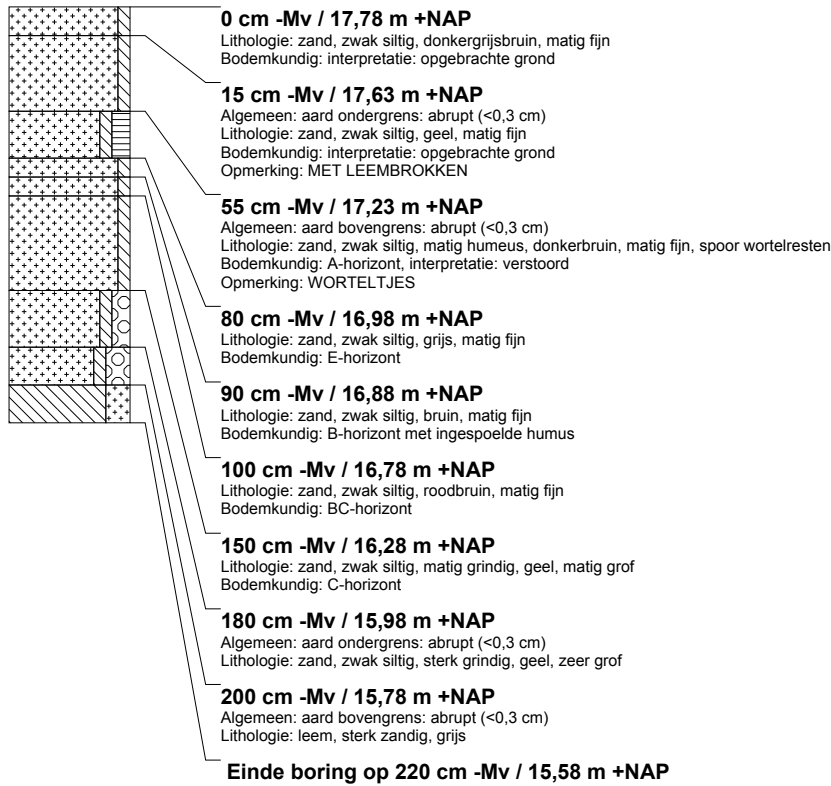 0 cm -Mv / 17,78 m +NAP
Lithologie: zand, zwak siltig, donkergrijsbruin, matig fijn
Bodemkundig: interpretatie: opgebrachte grond
15 cm -Mv / 17,63 m +NAP
Algemeen: aard ondergrens: abrupt (<0,3 cm)
Lithologie: zand, zwak siltig, geel, matig fijn
Bodemkundig: interpretatie: opgebrachte grond
Opmerking: MET LEEMBROKKEN
55 cm -Mv / 17,23 m +NAP
Algemeen: aard bovengrens: abrupt (<0,3 cm)
Lithologie: zand, zwak siltig, matig humeus, donkerbruin, matig fijn, spoor wortelresten
Bodemkundig: A-horizont, interpretatie: verstoord
Opmerking: WORTELTJES
80 cm -Mv / 16,98 m +NAP
Lithologie: zand, zwak siltig, grijs, matig fijn
Bodemkundig: E-horizont
90 cm -Mv / 16,88 m +NAP
Lithologie: zand, zwak siltig, bruin, matig fijn
Bodemkundig: B-horizont met ingespoelde humus
100 cm -Mv / 16,78 m +NAP
Lithologie: zand, zwak siltig, roodbruin, matig fijn
Bodemkundig: BC-horizont
150 cm -Mv / 16,28 m +NAP
Lithologie: zand, zwak siltig, matig grindig, geel, matig grof
Bodemkundig: C-horizont
180 cm -Mv / 15,98 m +NAP
Algemeen: aard ondergrens: abrupt (<0,3 cm)
Lithologie: zand, zwak siltig, sterk grindig, geel, zeer grof
200 cm -Mv / 15,78 m +NAP
Algemeen: aard bovengrens: abrupt (<0,3 cm)
Lithologie: leem, sterk zandig, grijs
Einde boring op 220 cm -Mv / 15,58 m +NAP